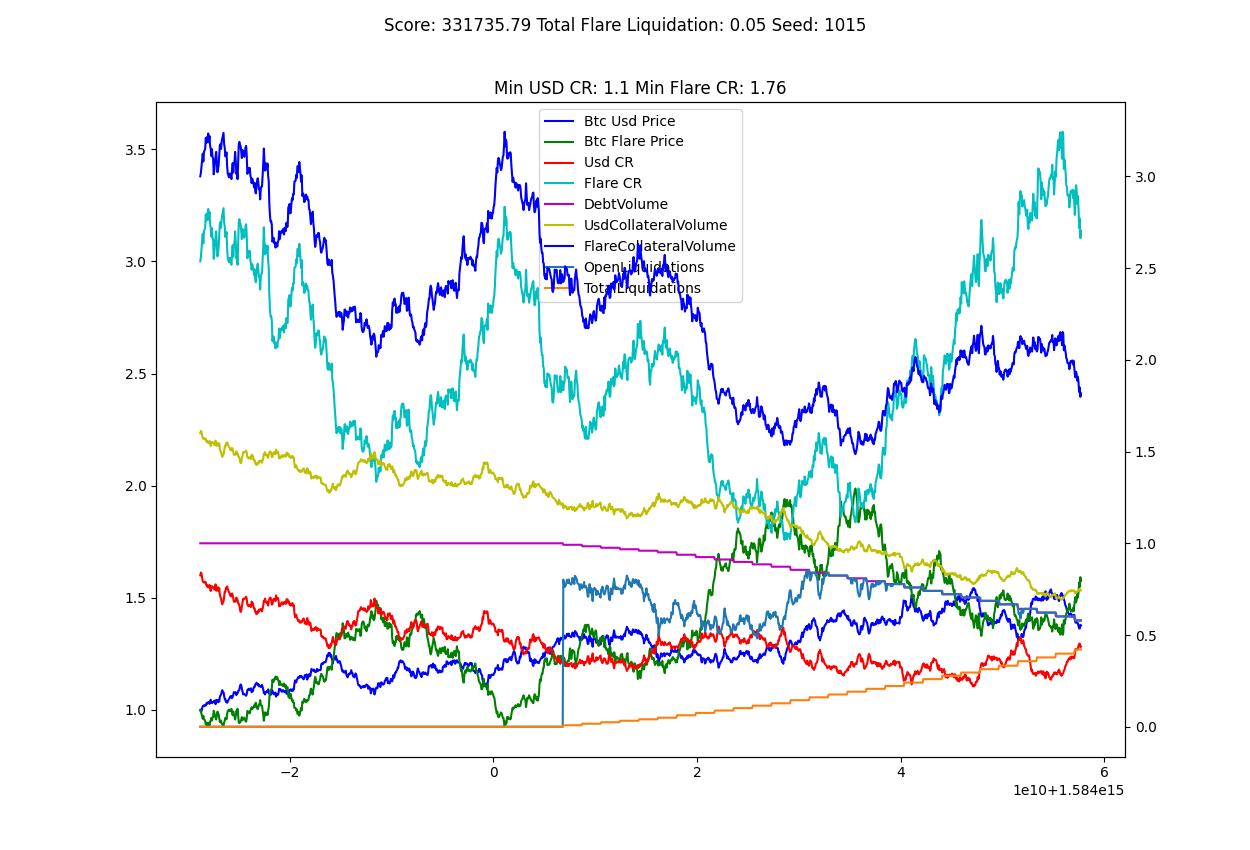 Score: 331735.79 Total Flare Liquidation: 0.05 Seed: 1015
Min USD CR: 1.1 Min Flare CR: 1.76
Btc Usd Price
Btc Flare Price
Usd CR
Flare CR
DebtVolume
UsdCollateralVolume
FlareCollateralVolume
OpenLiquidations
TotalLiquidations
3.5
3.0
2.5
2.0
1.5
1.0
3.0
2.5
2.0
1.5
1.0
0.5
0.0
−2
0
2
4
6
1e10+1.584e15